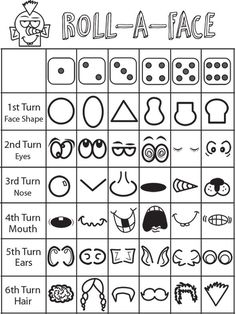 ROLL-A-FACE
1st Turn
Face Shape
2nd Turn
Eyes
3rd Turn
Nose
4th Turn
Mouth
5th Turn
Ears
6th Turn
Hair